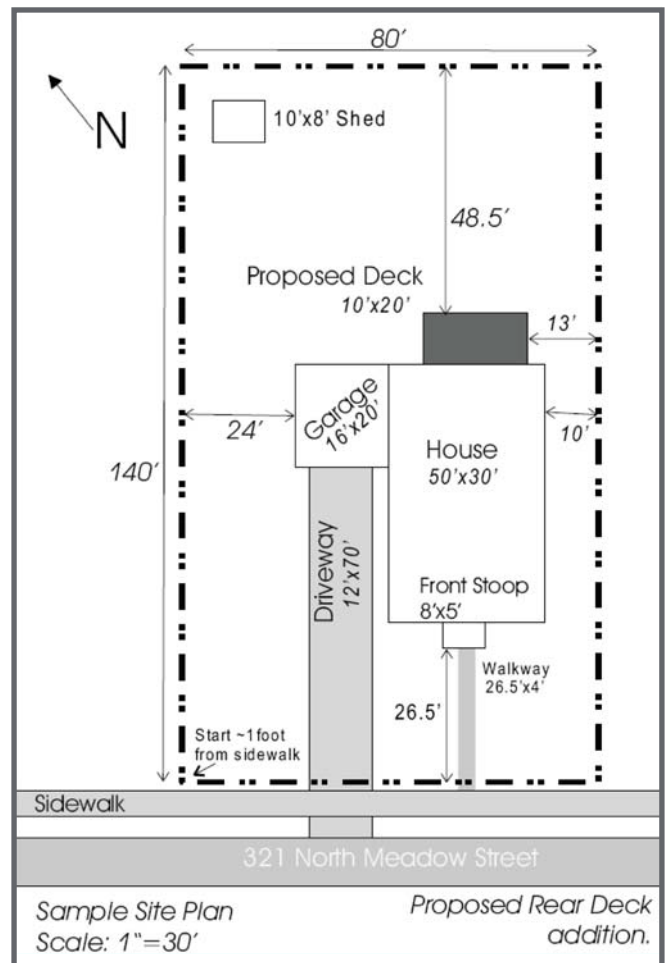 80'
N
10'x8' Shed
48.5'
Proposed Deck
10'x20'
13'
Garage
16'x20'
24'
10'
House
50'x30'
140'
Driveway
12'x70'
Front Stoop
8'x5'
Walkway
26.5'x4'
26.5'
Start ~1foot
from sidewalk
Sidewalk
321 North Meadow Street
Sample Site Plan
Scale: 1"=30'
Proposed Rear Deck
addition.